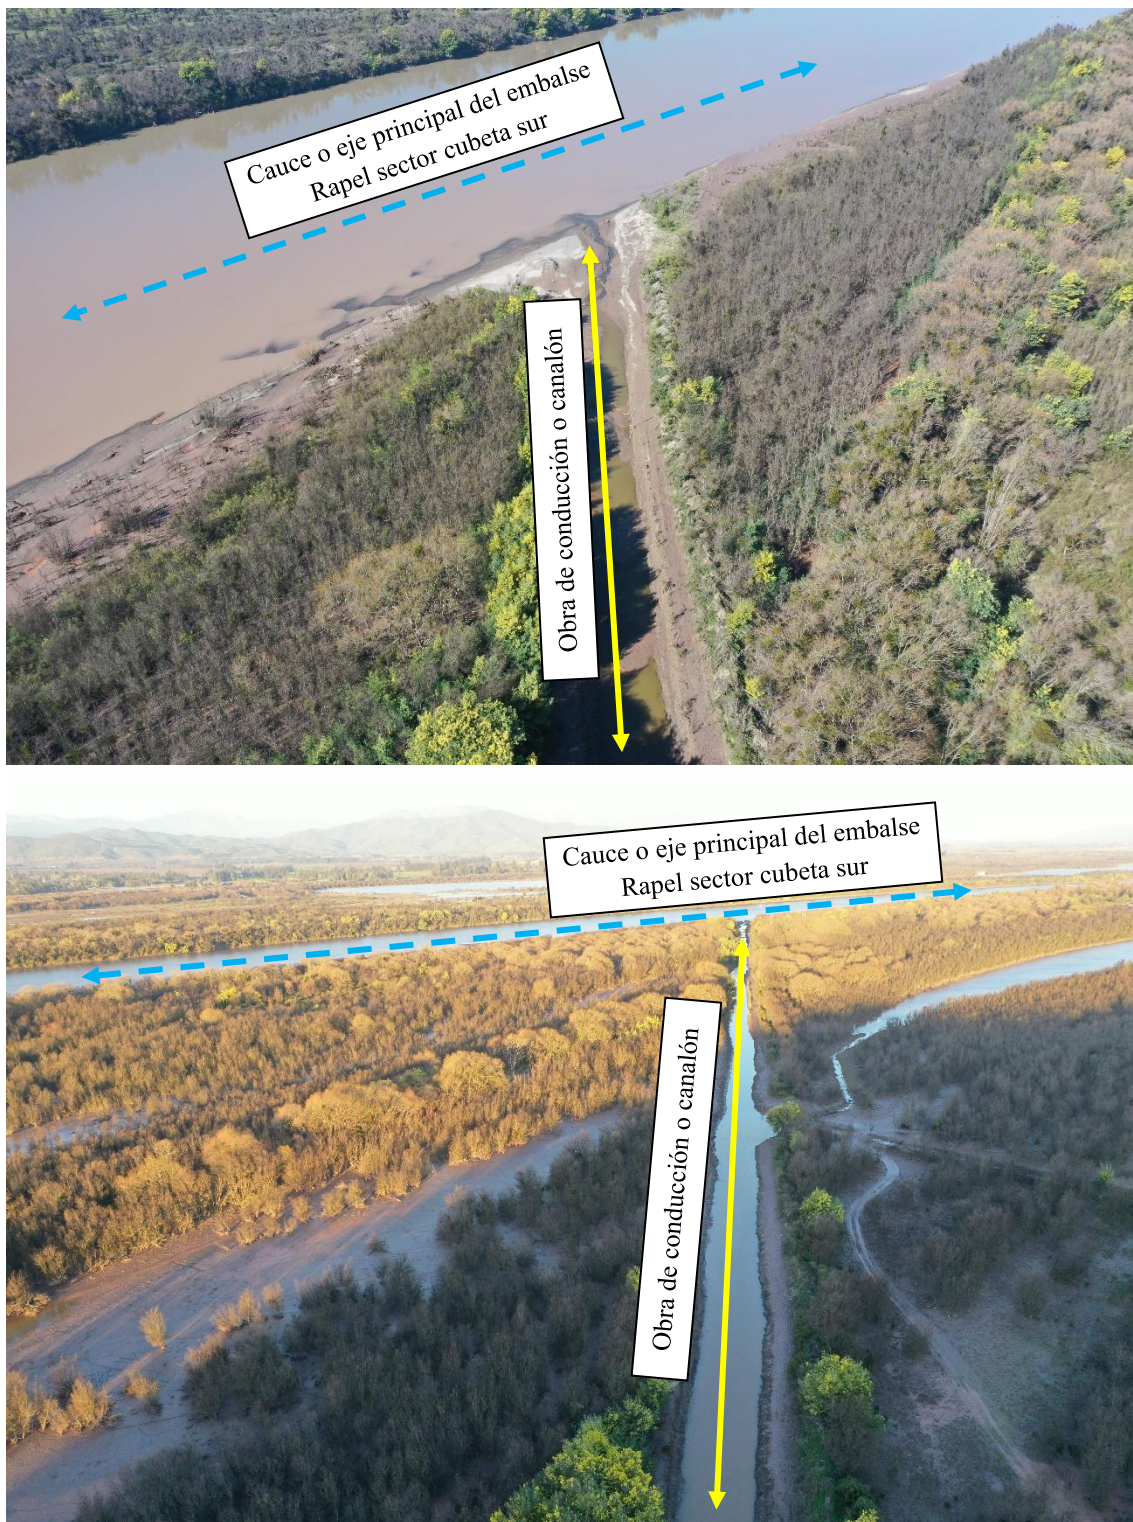 Cauce o eje principal del embalse
Rapel sector cubeta sur
Obra de conducción o canalón
Cauce o eje principal del embalse
Rapel sector cubeta sur
Obra de conducción o canalón